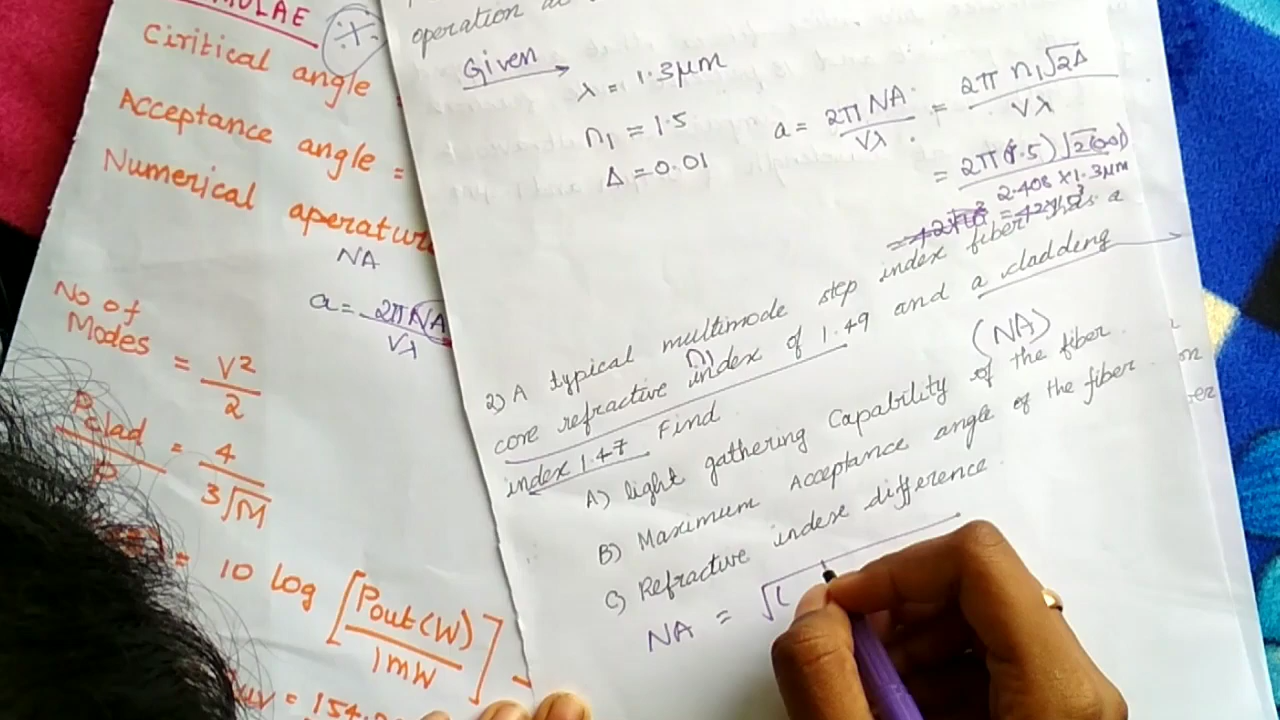 Ciritical angle =
Acceptance angle =
Numerical aperature
NA
a = 2πNA / Vλ
No of
Modes = V² / 2
Pclad / P = 4 / 3√M
= 10 log [Pout(W) / 1mW]
operation
Given
λ = 1.3μm
n₁ = 1.5
Δ = 0.01
a = 2πNA / Vλ = 2π n₁√2Δ / Vλ
= 2π(1.5)√2(0.01) / 2.408 × 1.3μm
2) A typical multimode step index fiber has a
n₁
core refractive index of 1.49 and a cladding
index 1.47 Find
(NA)
A) light gathering Capability of the fiber
B) Maximum Acceptance angle of the fiber
C) Refractive index difference.
NA = √(